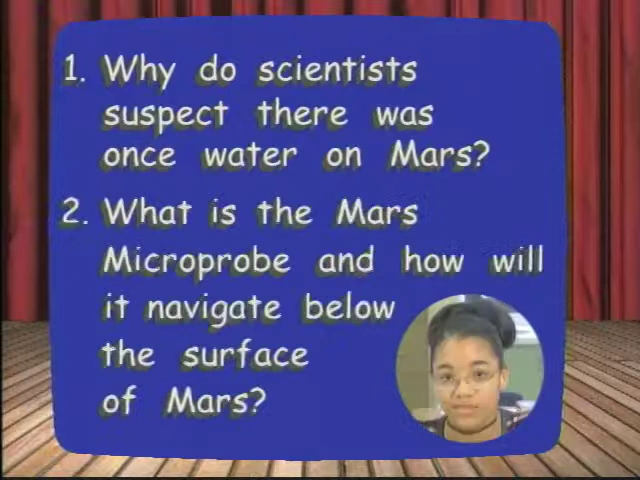 1. Why do scientists
suspect there was
once water on Mars?
2. What is the Mars
Microprobe and how will
it navigate below
the surface
of Mars?